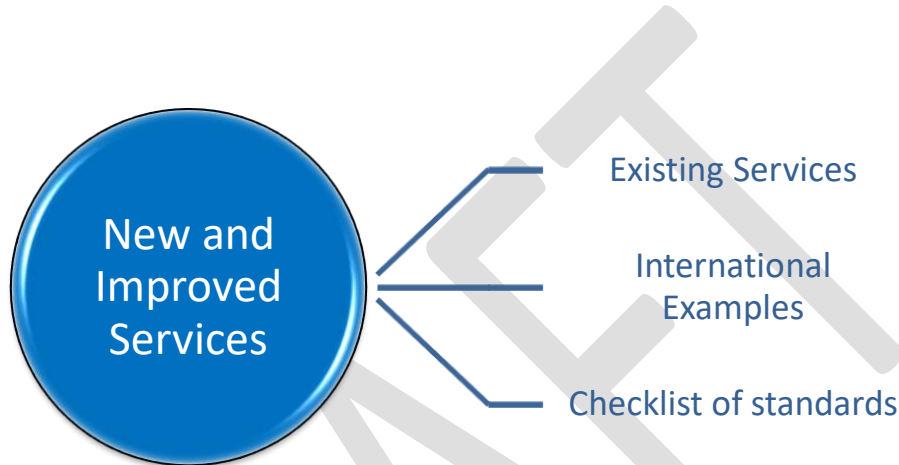 New and
Improved
Services
Existing Services
International
Examples
Checklist of standards